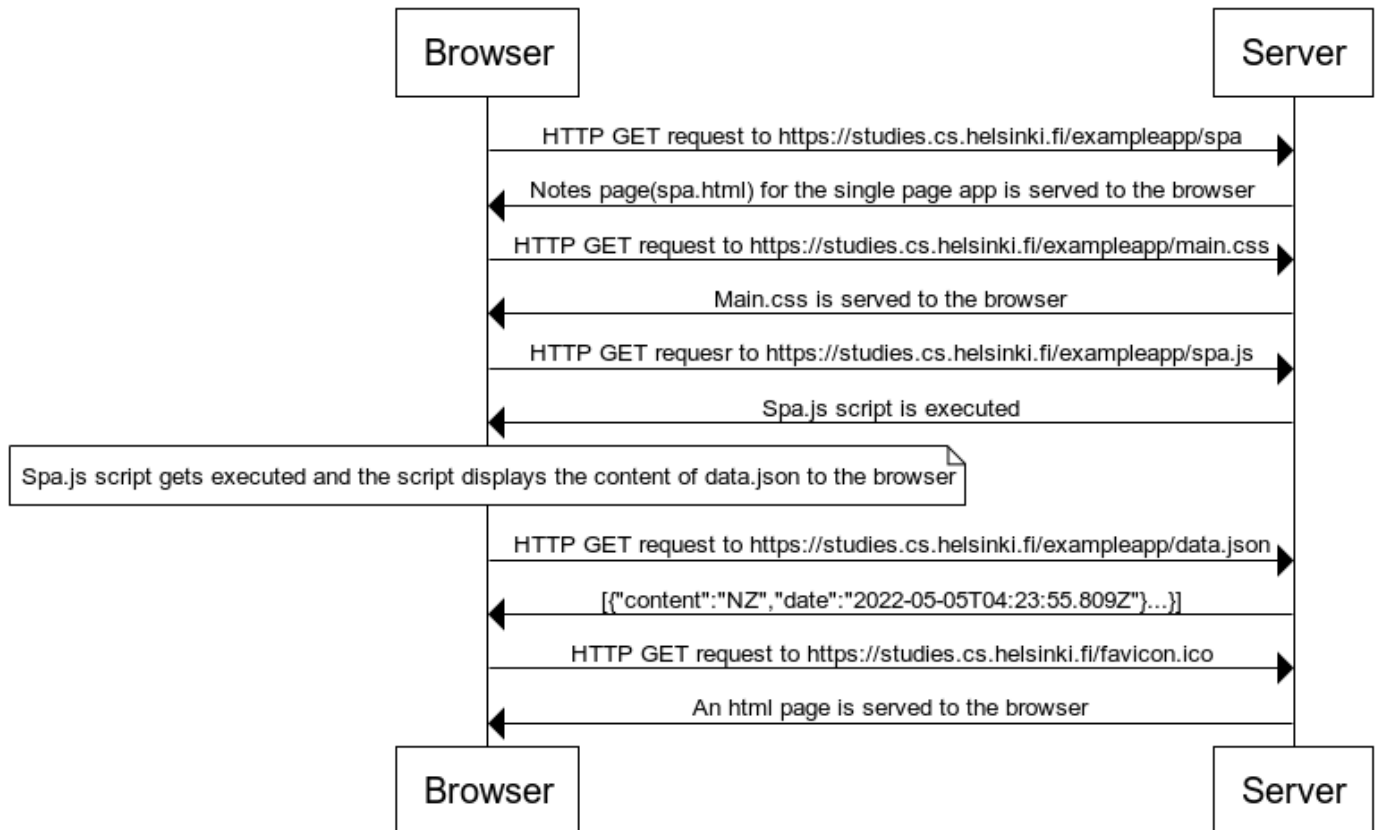 Browser
Server
HTTP GET request to https://studies.cs.helsinki.fi/exampleapp/spa
Notes page(spa.html) for the single page app is served to the browser
HTTP GET request to https://studies.cs.helsinki.fi/exampleapp/main.css
Main.css is served to the browser
HTTP GET requesr to https://studies.cs.helsinki.fi/exampleapp/spa.js
Spa.js script is executed
Spa.js script gets executed and the script displays the content of data.json to the browser
HTTP GET request to https://studies.cs.helsinki.fi/exampleapp/data.json
[{"content":"NZ","date":"2022-05-05T04:23:55.809Z"}...}]
HTTP GET request to https://studies.cs.helsinki.fi/favicon.ico
An html page is served to the browser
Browser
Server